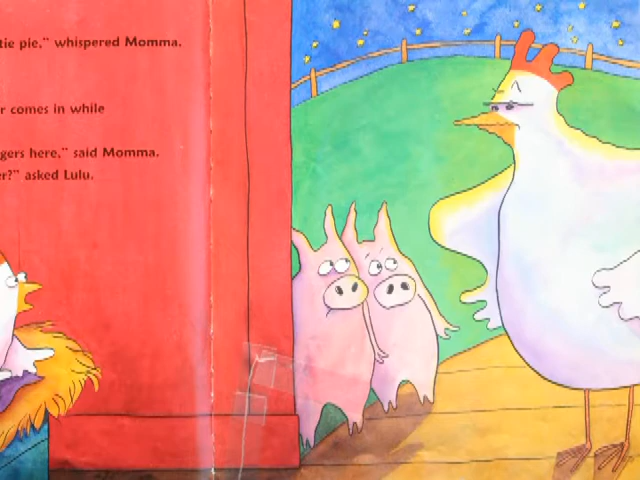 tie pie," whispered Momma.
r comes in while
gers here," said Momma.
er?" asked Lulu.